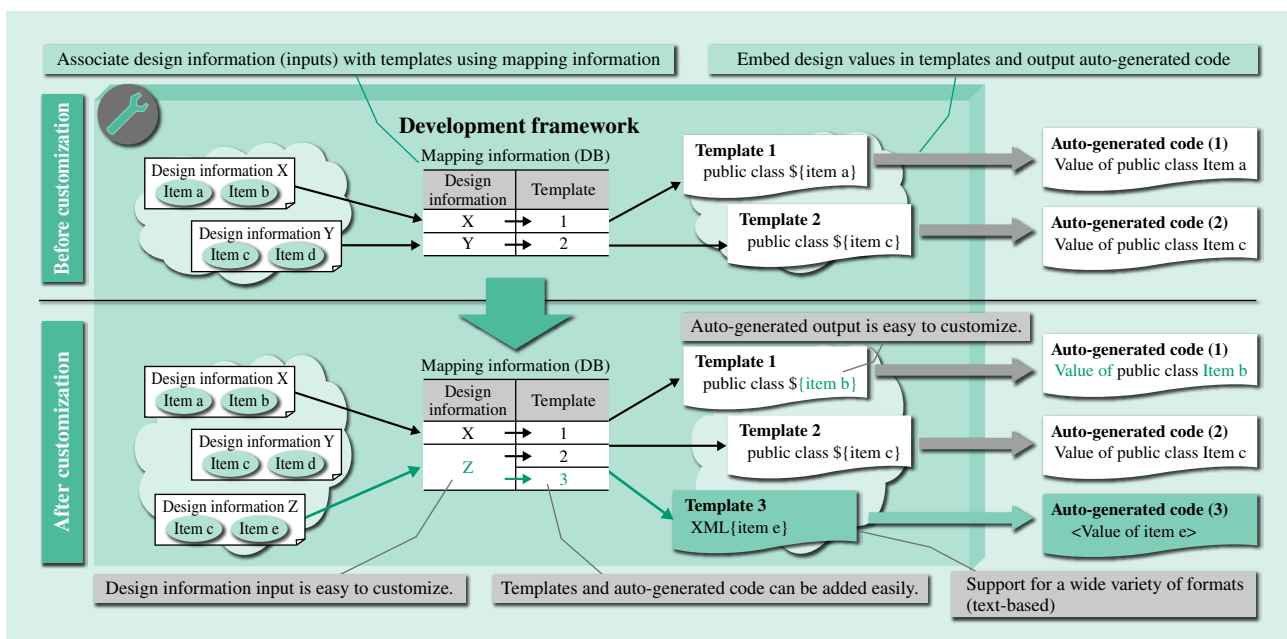 Associate design information (inputs) with templates using mapping information
Embed design values in templates and output auto-generated code
Before customization
Development framework
Design information X
Item a Item b
Design information Y
Item c Item d
Mapping information (DB)
Design
information
Template
X 1
Y 2
Template 1
public class ${item a}
Template 2
public class ${item c}
Auto-generated code (1)
Value of public class Item a
Auto-generated code (2)
Value of public class Item c
After customization
Auto-generated output is easy to customize.
Design information X
Item a Item b
Design information Y
Item c Item d
Design information Z
Item c Item e
Mapping information (DB)
Design
information
Template
X 1
2
Z
3
Template 1
public class ${item b}
Template 2
public class ${item c}
Template 3
XML{item e}
Auto-generated code (1)
Value of public class Item b
Auto-generated code (2)
Value of public class Item c
Auto-generated code (3)
<Value of item e>
Design information input is easy to customize.
Templates and auto-generated code can be added easily.
Support for a wide variety of formats
(text-based)